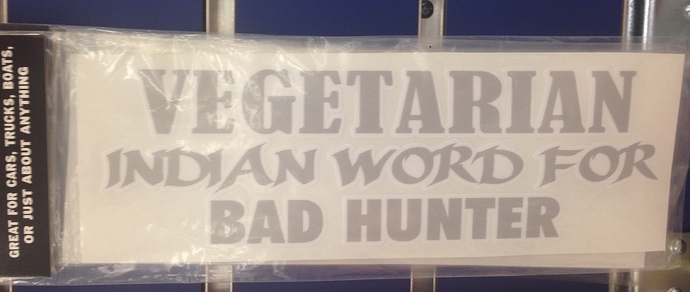 GREAT FOR CARS, TRUCKS, BOATS,
OR JUST ABOUT ANYTHING
VEGETARIAN
INDIAN WORD FOR
BAD HUNTER